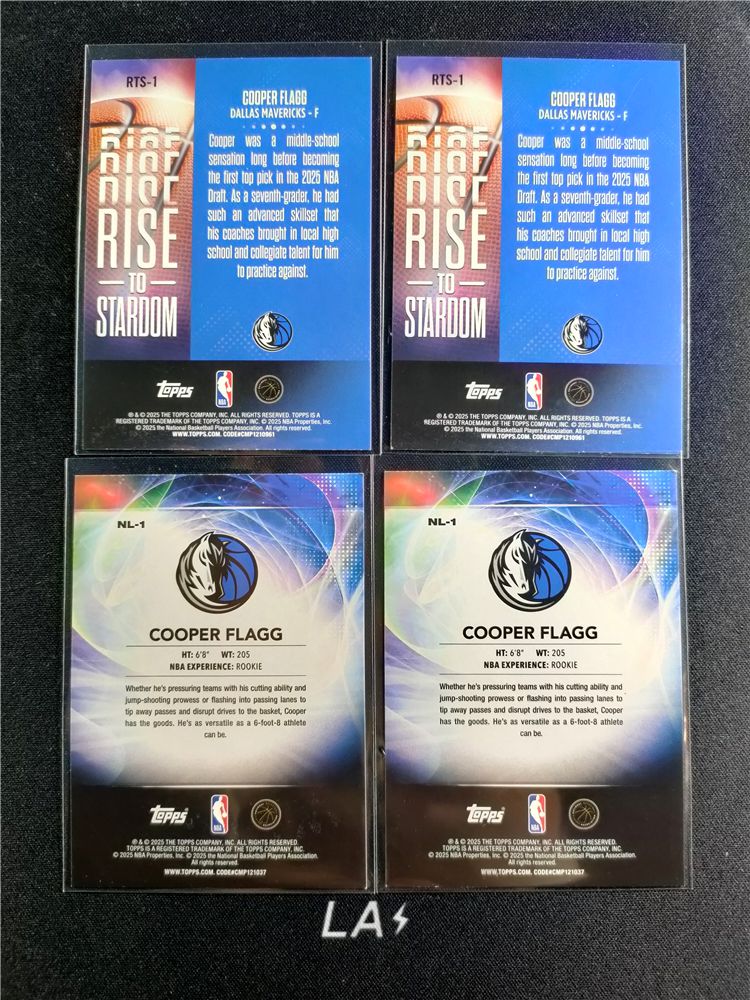 RTS-1
RISE
RISE
RISE
RISE
TO
STARDOM
COOPER FLAGG
DALLAS MAVERICKS - F
Cooper was a middle-school
sensation long before becoming
the first top pick in the 2025 NBA
Draft. As a seventh-grader, he had
such an advanced skillset that
his coaches brought in local high
school and collegiate talent for him
to practice against.
Topps
NBA
® & © 2025 THE TOPPS COMPANY, INC. ALL RIGHTS RESERVED. TOPPS IS A
REGISTERED TRADEMARK OF THE TOPPS COMPANY, INC. © 2025 NBA Properties, Inc.
© 2025 the National Basketball Players Association. All rights reserved.
WWW.TOPPS.COM. CODE#CMP1210961
RTS-1
RISE
RISE
RISE
RISE
TO
STARDOM
COOPER FLAGG
DALLAS MAVERICKS - F
Cooper was a middle-school
sensation long before becoming
the first top pick in the 2025 NBA
Draft. As a seventh-grader, he had
such an advanced skillset that
his coaches brought in local high
school and collegiate talent for him
to practice against.
Topps
NBA
® & © 2025 THE TOPPS COMPANY, INC. ALL RIGHTS RESERVED. TOPPS IS A
REGISTERED TRADEMARK OF THE TOPPS COMPANY, INC. © 2025 NBA Properties, Inc.
© 2025 the National Basketball Players Association. All rights reserved.
WWW.TOPPS.COM. CODE#CMP1210961
NL-1
COOPER FLAGG
HT: 6'8" WT: 205
NBA EXPERIENCE: ROOKIE
Whether he's pressuring teams with his cutting ability and
jump-shooting prowess or flashing into passing lanes to
tip away passes and disrupt drives to the basket, Cooper
has the goods. He's as versatile as a 6-foot-8 athlete
can be.
Topps
NBA
® & © 2025 THE TOPPS COMPANY, INC. ALL RIGHTS RESERVED.
TOPPS IS A REGISTERED TRADEMARK OF THE TOPPS COMPANY, INC.
© 2025 NBA Properties, Inc. © 2025 the National Basketball Players Association.
All rights reserved.
WWW.TOPPS.COM. CODE#CMP121037
NL-1
COOPER FLAGG
HT: 6'8" WT: 205
NBA EXPERIENCE: ROOKIE
Whether he's pressuring teams with his cutting ability and
jump-shooting prowess or flashing into passing lanes to
tip away passes and disrupt drives to the basket, Cooper
has the goods. He's as versatile as a 6-foot-8 athlete
can be.
Topps
NBA
® & © 2025 THE TOPPS COMPANY, INC. ALL RIGHTS RESERVED.
TOPPS IS A REGISTERED TRADEMARK OF THE TOPPS COMPANY, INC.
© 2025 NBA Properties, Inc. © 2025 the National Basketball Players Association.
All rights reserved.
WWW.TOPPS.COM. CODE#CMP121037
LA